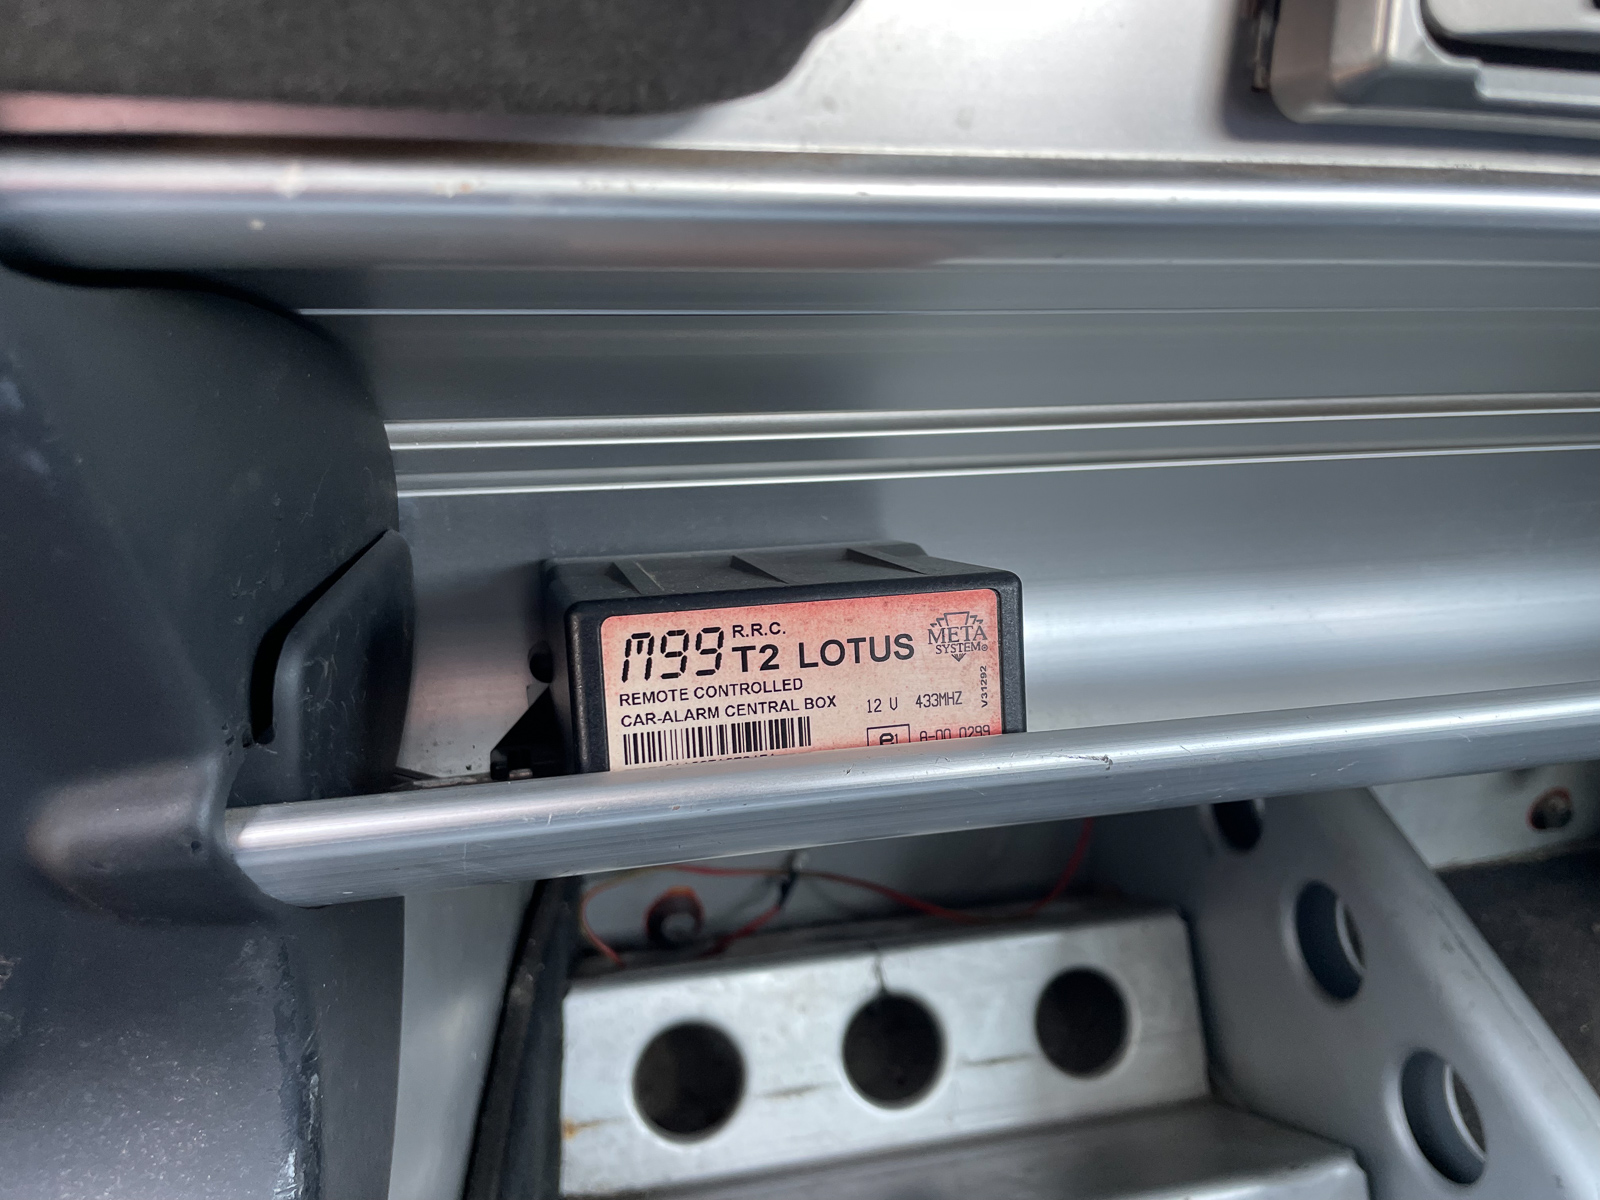 M99 R.R.C.
T2 LOTUS
META
SYSTEM®
REMOTE CONTROLLED
CAR-ALARM CENTRAL BOX
12 V 433MHZ
V31292
e1 A-00 0299